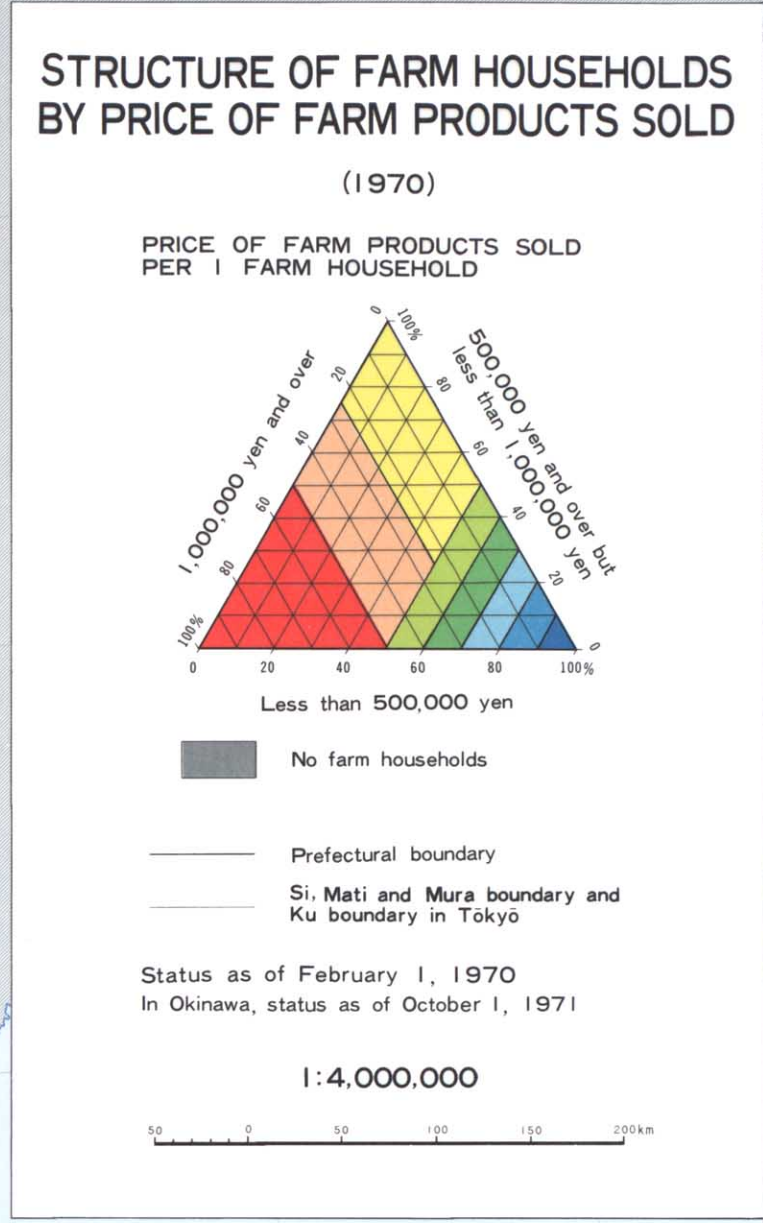 STRUCTURE OF FARM HOUSEHOLDS
BY PRICE OF FARM PRODUCTS SOLD
(1970)
PRICE OF FARM PRODUCTS SOLD
PER 1 FARM HOUSEHOLD
1,000,000 yen and over
0
20
40
60
80
100%
500,000 yen and over but
less than 1,000,000 yen
100%
80
60
40
20
0
0 20 40 60 80 100%
Less than 500,000 yen
No farm households
Prefectural boundary
Si, Mati and Mura boundary and
Ku boundary in Tōkyō
Status as of February 1, 1970
In Okinawa, status as of October 1, 1971
1:4,000,000
50 0 50 100 150 200km